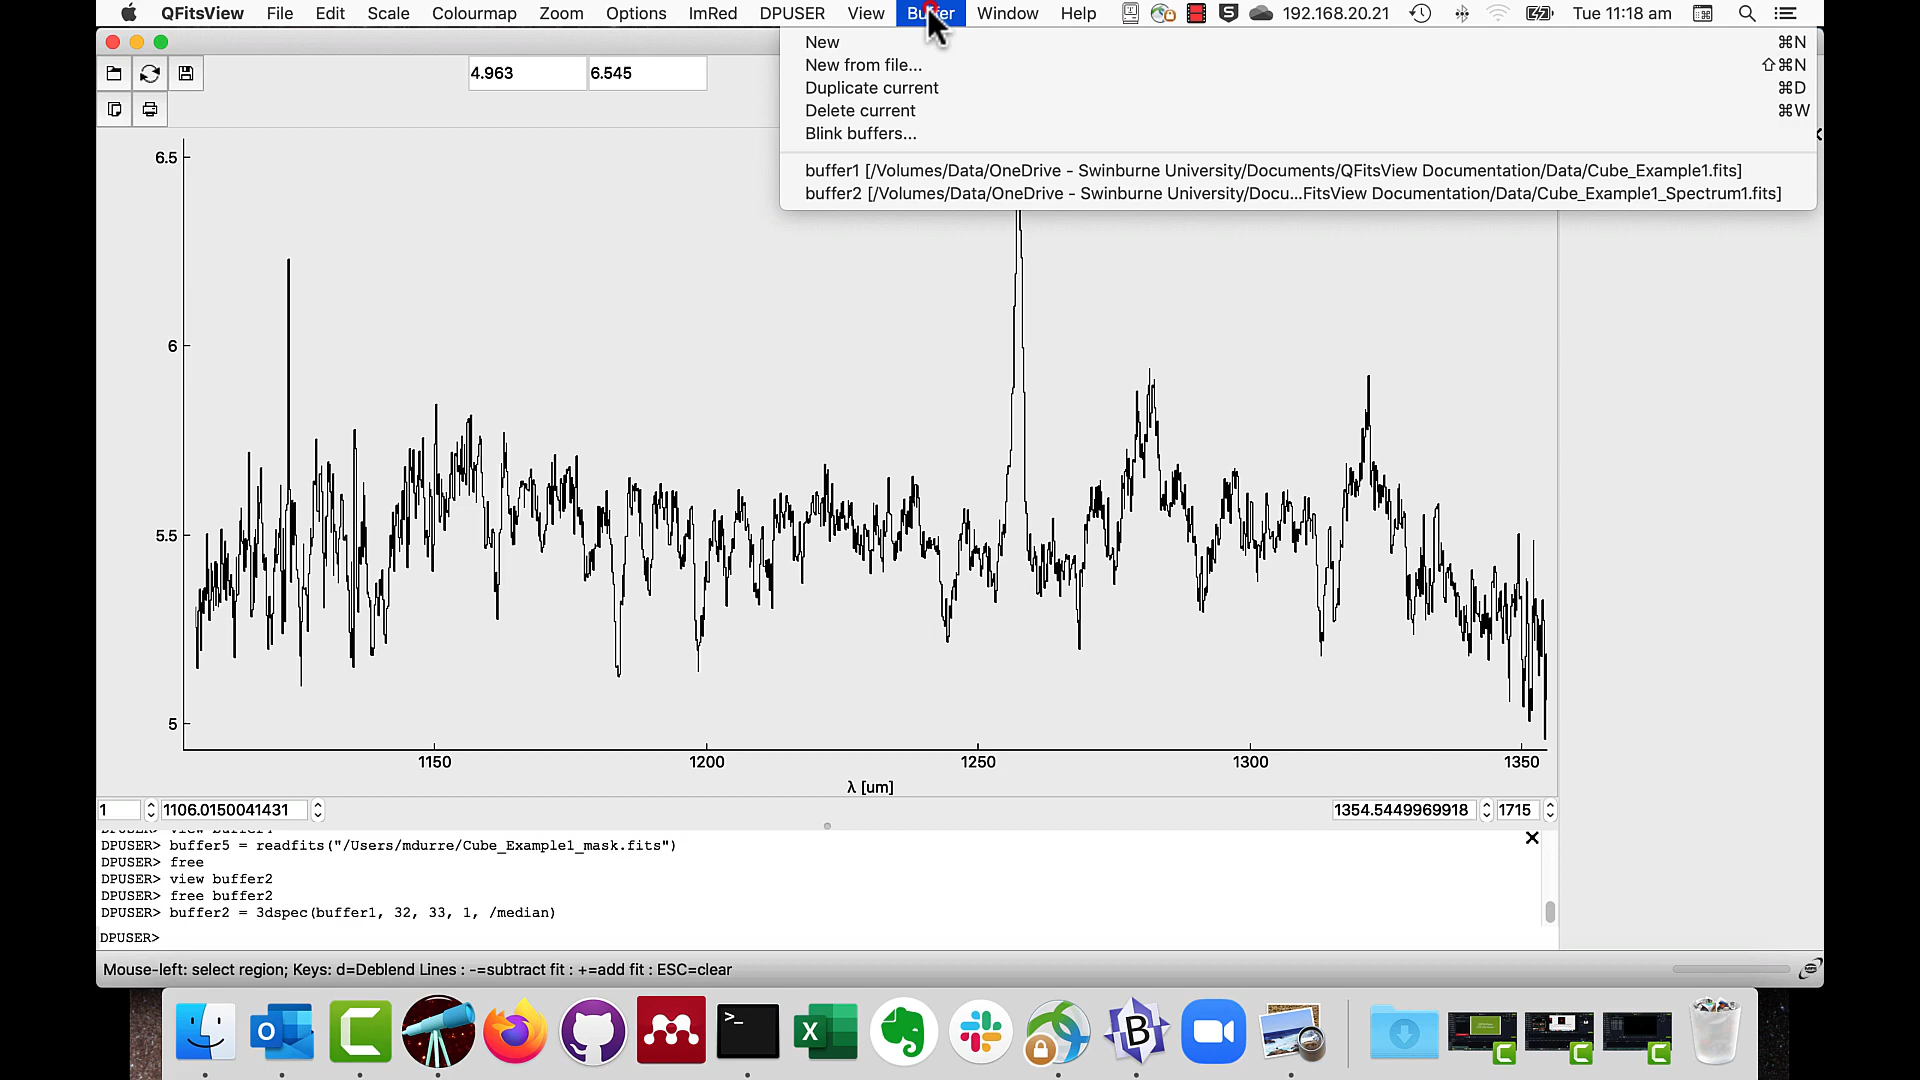 QFitsView File Edit Scale Colourmap Zoom Options ImRed DPUSER View Buffer Window Help 192.168.20.21 Tue 11:18 am
New ⌘N
New from file... ⇧⌘N
Duplicate current ⌘D
Delete current ⌘W
Blink buffers...
buffer1 [/Volumes/Data/OneDrive - Swinburne University/Documents/QFitsView Documentation/Data/Cube_Example1.fits]
buffer2 [/Volumes/Data/OneDrive - Swinburne University/Docu...FitsView Documentation/Data/Cube_Example1_Spectrum1.fits]
4.963 6.545
6.5
6
5.5
5
1150 1200 1250 1300 1350
λ [um]
1 1106.0150041431 1354.5449969918 1715
DPUSER> buffer5 = readfits("/Users/mdurre/Cube_Example1_mask.fits")
DPUSER> free
DPUSER> view buffer2
DPUSER> free buffer2
DPUSER> buffer2 = 3dspec(buffer1, 32, 33, 1, /median)
DPUSER>
Mouse-left: select region; Keys: d=Deblend Lines : -=subtract fit : +=add fit : ESC=clear